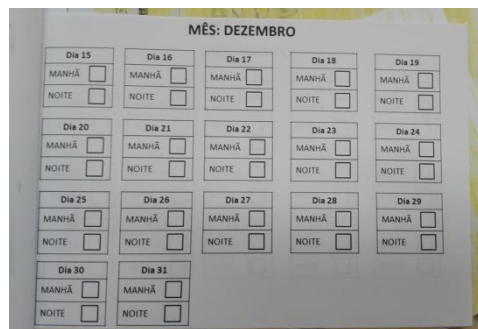 MÊS: DEZEMBRO
Dia 15 Dia 16 Dia 17 Dia 18 Dia 19
MANHÃ MANHÃ MANHÃ MANHÃ MANHÃ
NOITE NOITE NOITE NOITE NOITE
Dia 20 Dia 21 Dia 22 Dia 23 Dia 24
MANHÃ MANHÃ MANHÃ MANHÃ MANHÃ
NOITE NOITE NOITE NOITE NOITE
Dia 25 Dia 26 Dia 27 Dia 28 Dia 29
MANHÃ MANHÃ MANHÃ MANHÃ MANHÃ
NOITE NOITE NOITE NOITE NOITE
Dia 30 Dia 31
MANHÃ MANHÃ
NOITE NOITE